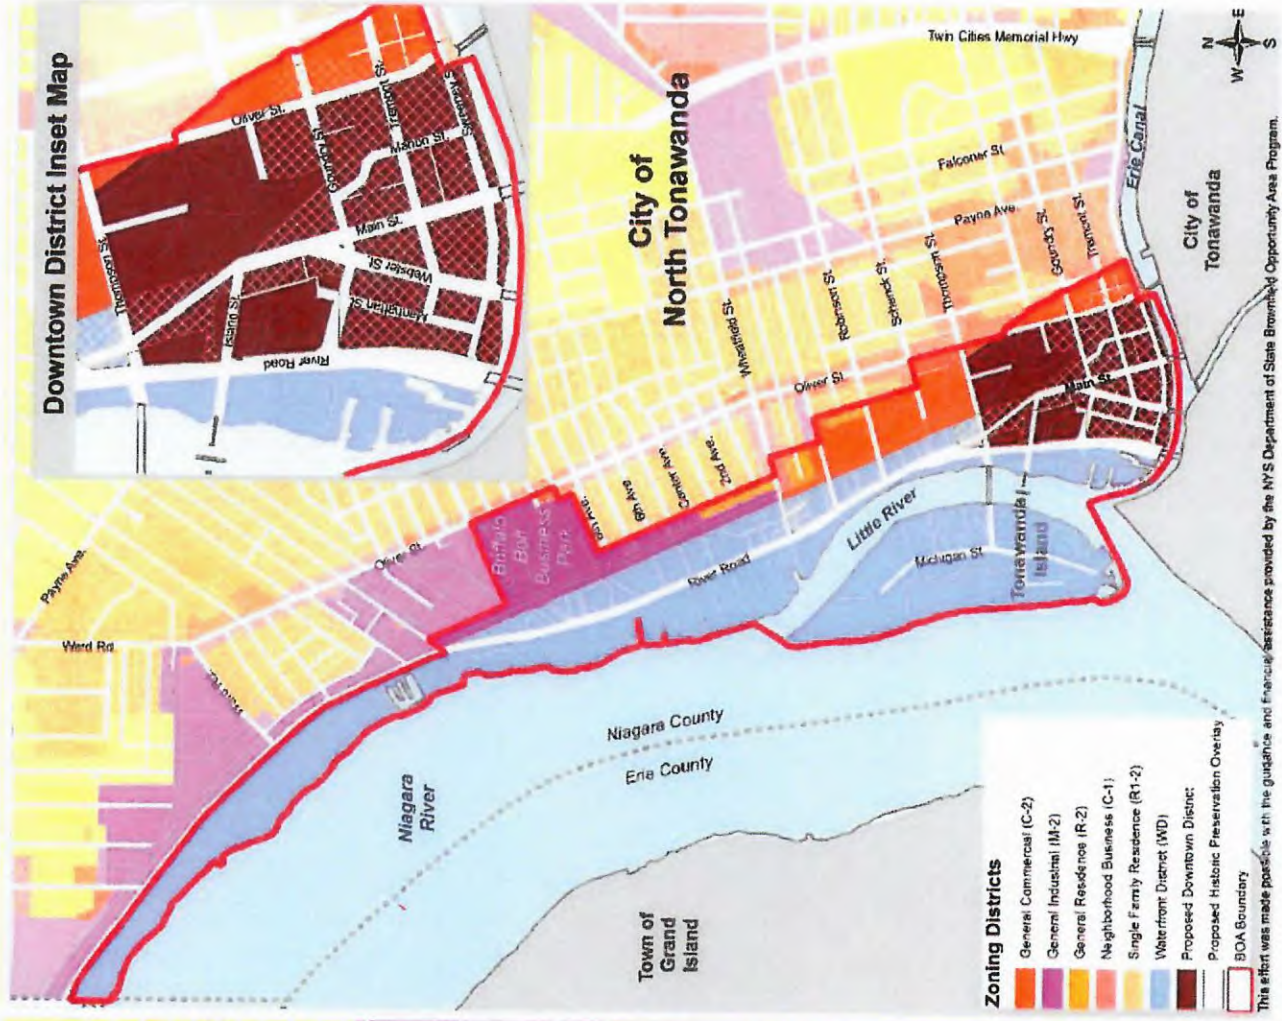 Downtown District Inset Map
Oliver St.
Tremont St.
Sweeney S
Goundry St.
Marion St.
Thompson St.
Main St.
Webster St.
Island St.
Manhattan St.
River Road
Twin Cities Memorial Hwy
City of
North Tonawanda
Falconer St
Payne Ave.
Erie Canal
City of
Tonawanda
N
W
E
S
Goundry St.
Tremont St.
Thompson St.
Schenck St.
Robinson St.
Wheatfield St.
Oliver St.
Main St.
2nd Ave.
Center Ave.
6th Ave
8th Ave.
Buffalo
Bolt
Business
Park
Oliver St.
Payne Ave.
Ward Rd.
Ward Rd.
River Road
Little River
Michigan St
Tonawanda
Island
Niagara
River
Niagara County
Erie County
Town of
Grand
Island
Zoning Districts
General Commercial (C-2)
General Industrial (M-2)
General Residence (R-2)
Neighborhood Business (C-1)
Single Family Residence (R1-2)
Waterfront District (WD)
Proposed Downtown District
Proposed Historic Preservation Overlay
BOA Boundary
This effort was made possible with the guidance and financial assistance provided by the NYS Department of State Brownfield Opportunity Area Program.